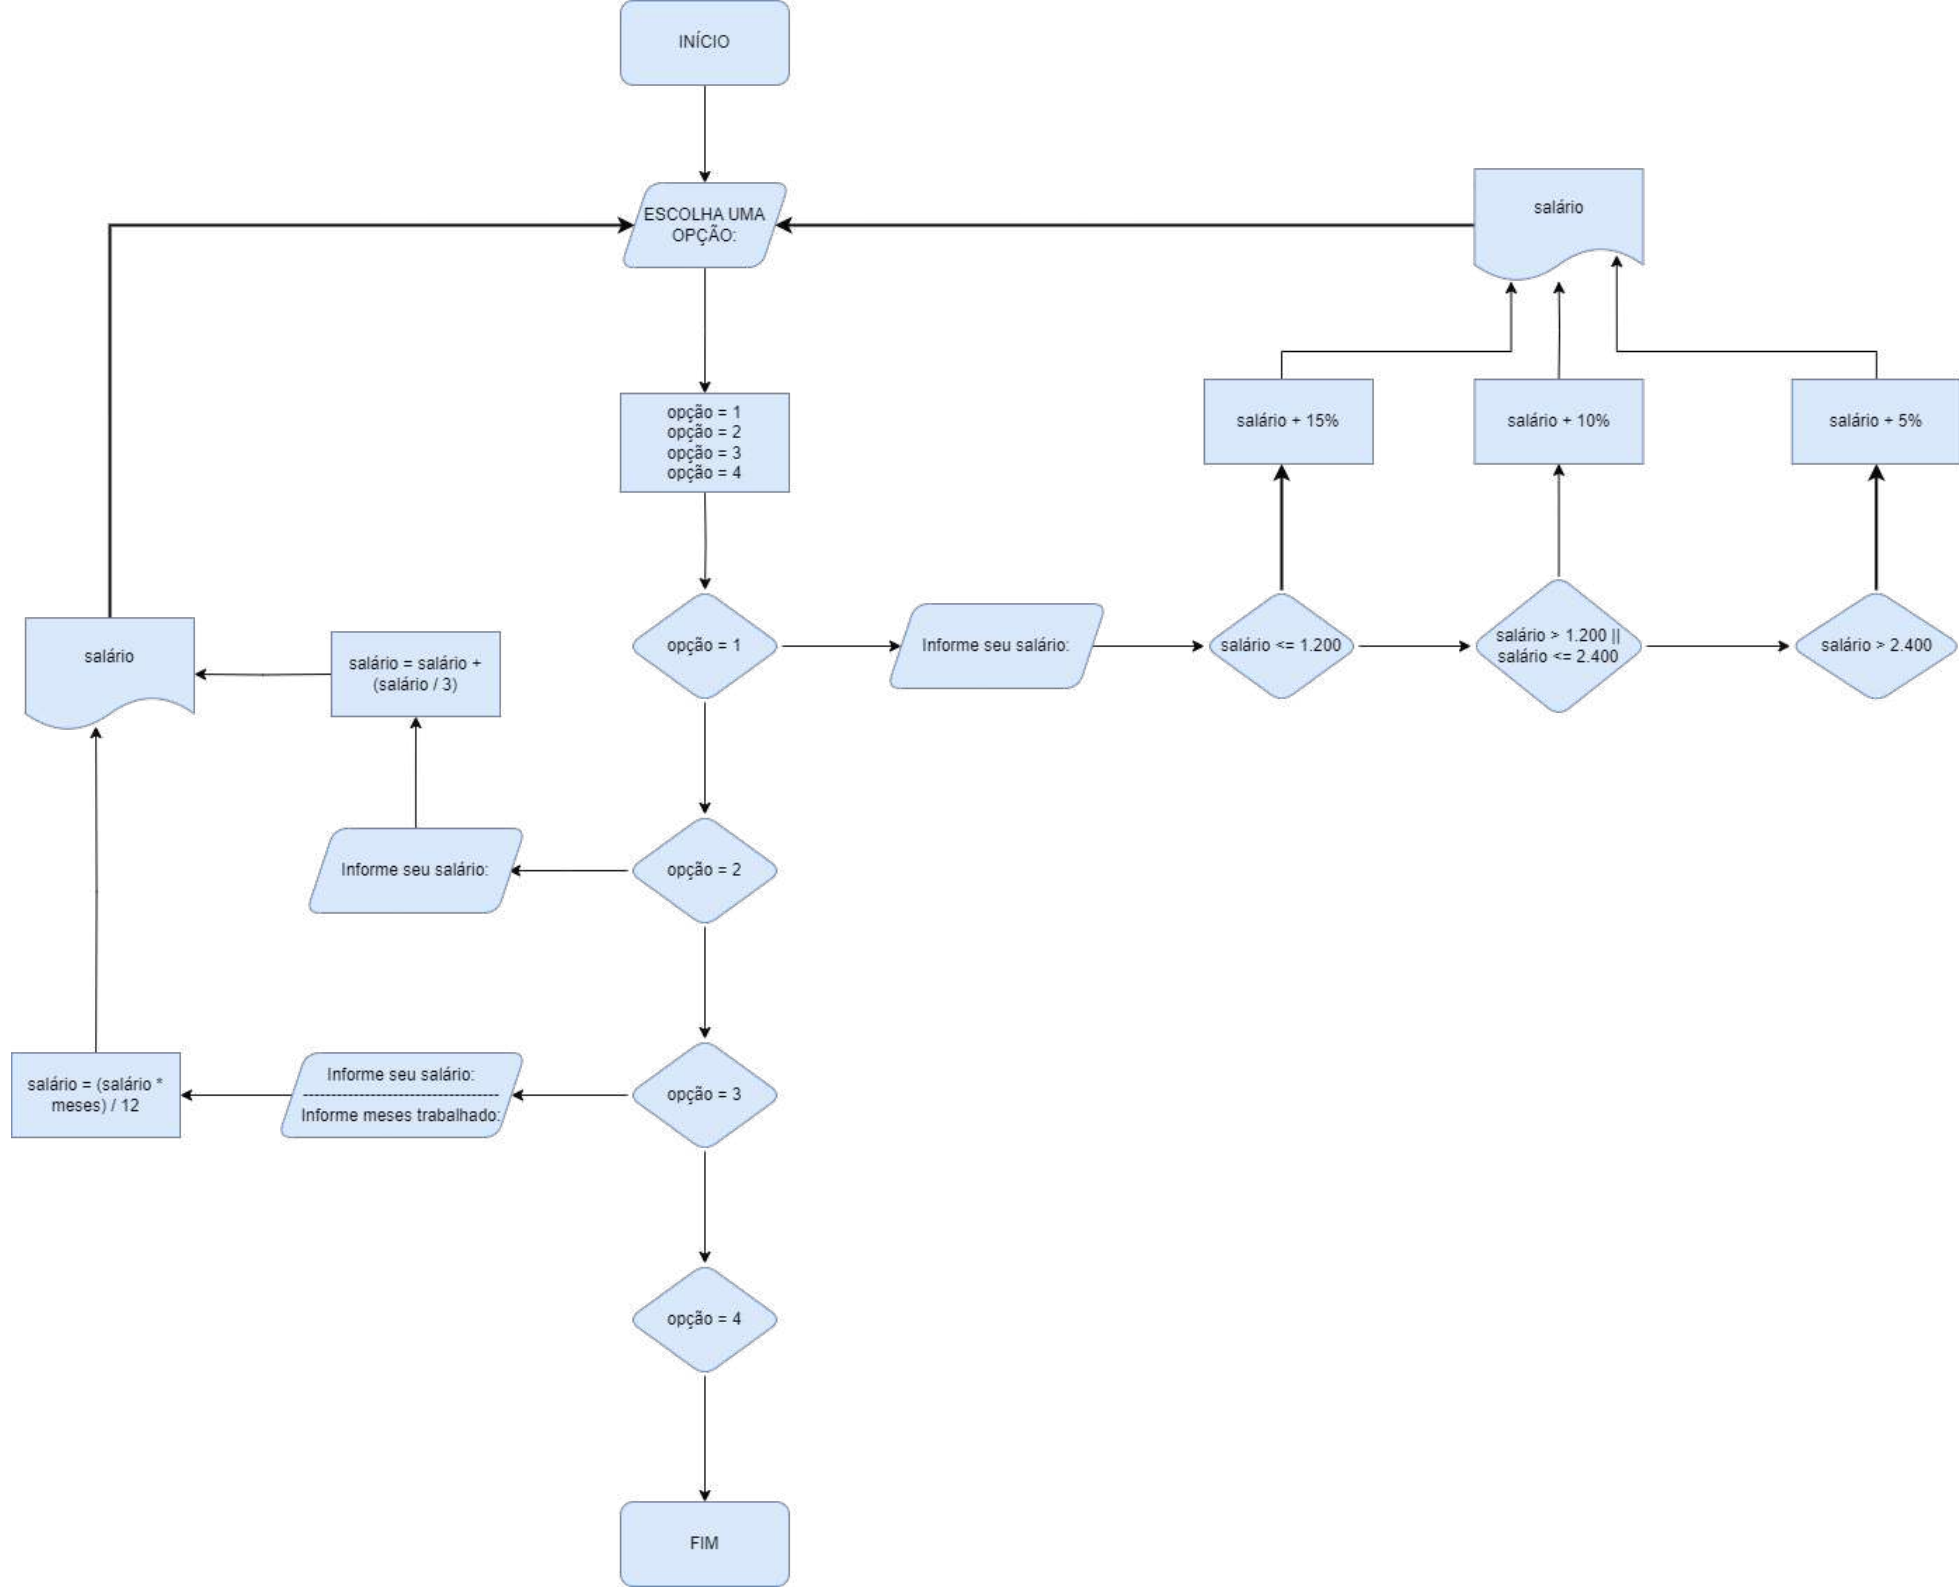 INÍCIO
ESCOLHA UMA
OPÇÃO:
salário
opção = 1
opção = 2
opção = 3
opção = 4
salário + 15%
salário + 10%
salário + 5%
opção = 1
Informe seu salário:
salário <= 1.200
salário > 1.200 ||
salário <= 2.400
salário > 2.400
salário
salário = salário +
(salário / 3)
Informe seu salário:
opção = 2
salário = (salário *
meses) / 12
Informe seu salário:
-----------------------------------
Informe meses trabalhado:
opção = 3
opção = 4
FIM